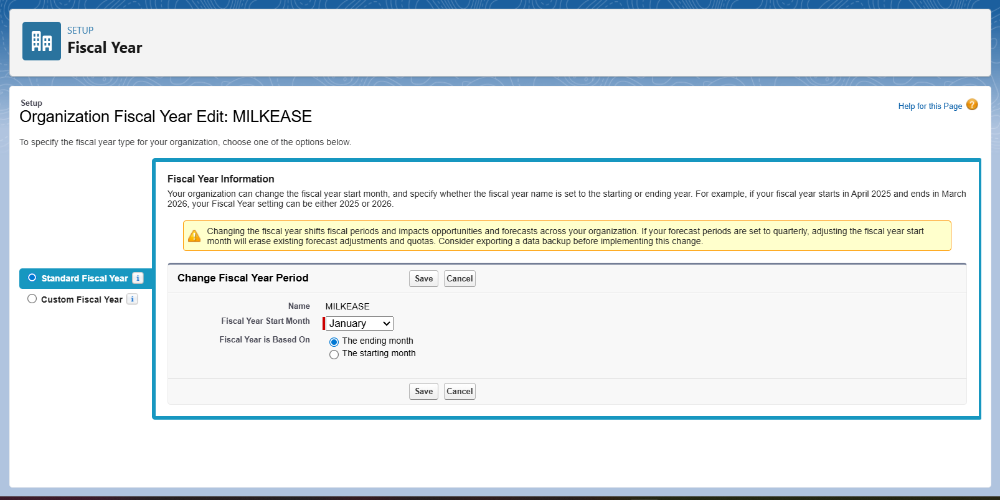 SETUP
Fiscal Year
Setup
Organization Fiscal Year Edit: MILKEASE
Help for this Page
To specify the fiscal year type for your organization, choose one of the options below.
Standard Fiscal Year
Custom Fiscal Year
Fiscal Year Information
Your organization can change the fiscal year start month, and specify whether the fiscal year name is set to the starting or ending year. For example, if your fiscal year starts in April 2025 and ends in March
2026, your Fiscal Year setting can be either 2025 or 2026.
Changing the fiscal year shifts fiscal periods and impacts opportunities and forecasts across your organization. If your forecast periods are set to quarterly, adjusting the fiscal year start
month will erase existing forecast adjustments and quotas. Consider exporting a data backup before implementing this change.
Change Fiscal Year Period Save Cancel
Name MILKEASE
Fiscal Year Start Month January
Fiscal Year is Based On The ending month
The starting month
Save Cancel